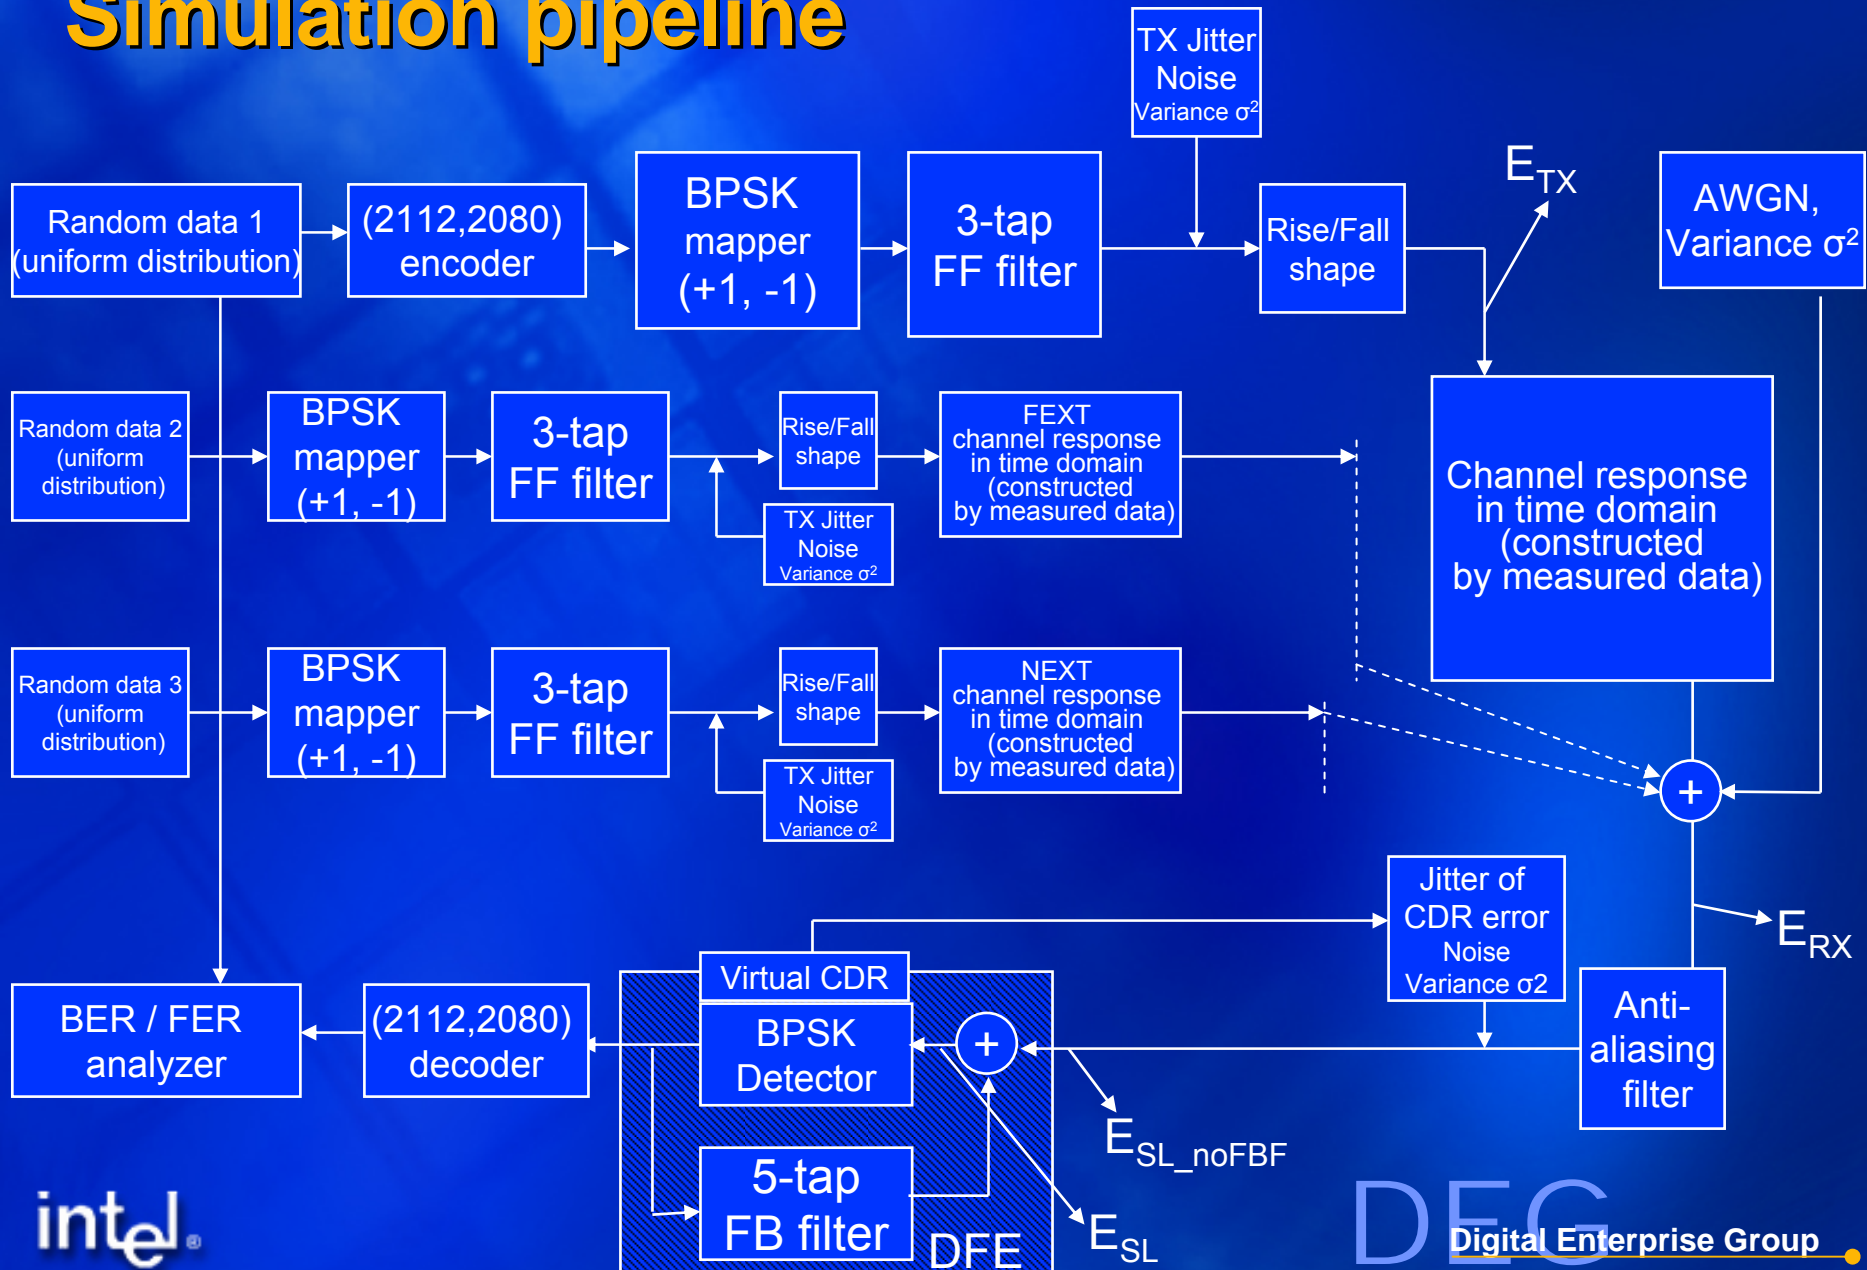 Simulation pipeline
TX Jitter
Noise
Variance σ²
Random data 1
(uniform distribution)
(2112,2080)
encoder
BPSK
mapper
(+1, -1)
3-tap
FF filter
Rise/Fall
shape
E_TX
AWGN,
Variance σ²
Random data 2
(uniform
distribution)
BPSK
mapper
(+1, -1)
3-tap
FF filter
Rise/Fall
shape
TX Jitter
Noise
Variance σ²
FEXT
channel response
in time domain
(constructed
by measured data)
Channel response
in time domain
(constructed
by measured data)
Random data 3
(uniform
distribution)
BPSK
mapper
(+1, -1)
3-tap
FF filter
Rise/Fall
shape
TX Jitter
Noise
Variance σ²
NEXT
channel response
in time domain
(constructed
by measured data)
+
Jitter of
CDR error
Noise
Variance σ2
E_RX
Anti-
aliasing
filter
BER / FER
analyzer
(2112,2080)
decoder
Virtual CDR
BPSK
Detector
+
5-tap
FB filter
DFE
E_SL_noFBF
E_SL
intel®
DEG
Digital Enterprise Group